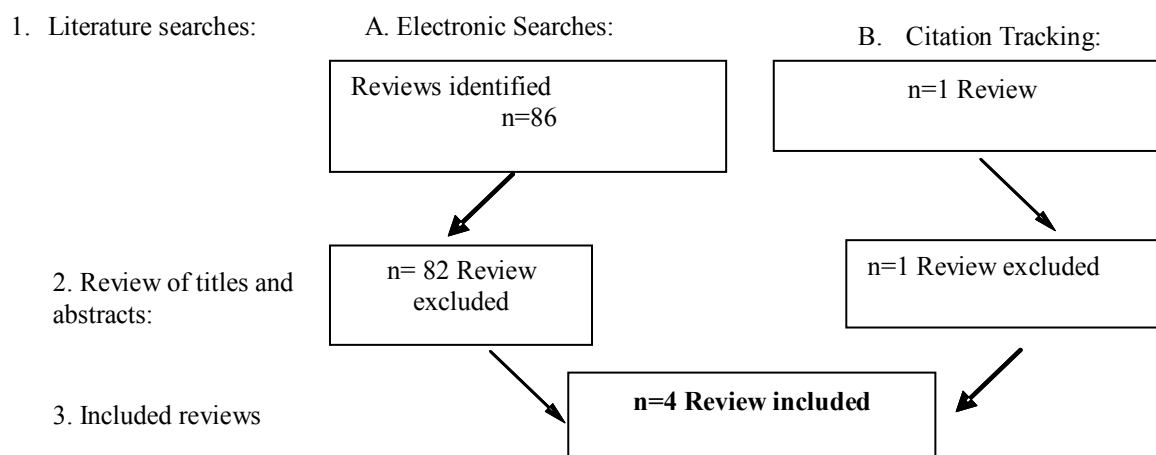 1. Literature searches:
A. Electronic Searches:
B. Citation Tracking:
Reviews identified
n=86
n=1 Review
2. Review of titles and
abstracts:
n= 82 Review
excluded
n=1 Review excluded
3. Included reviews
n=4 Review included